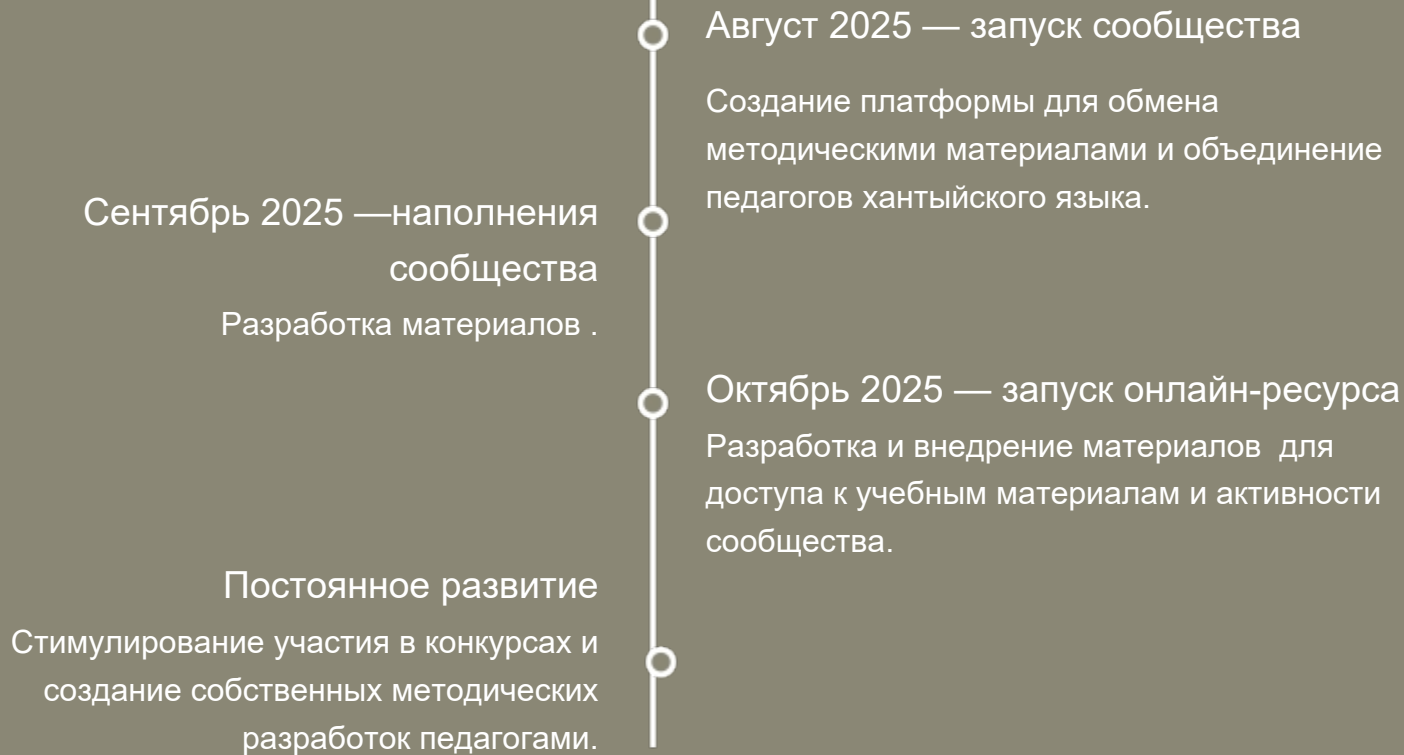 Август 2025 — запуск сообщества
Создание платформы для обмена
методическими материалами и объединение
педагогов хантыйского языка.
Сентябрь 2025 —наполнения
сообщества
Разработка материалов .
Октябрь 2025 — запуск онлайн-ресурса
Разработка и внедрение материалов  для
доступа к учебным материалам и активности
сообщества.
Постоянное развитие
Стимулирование участия в конкурсах и
создание собственных методических
разработок педагогами.